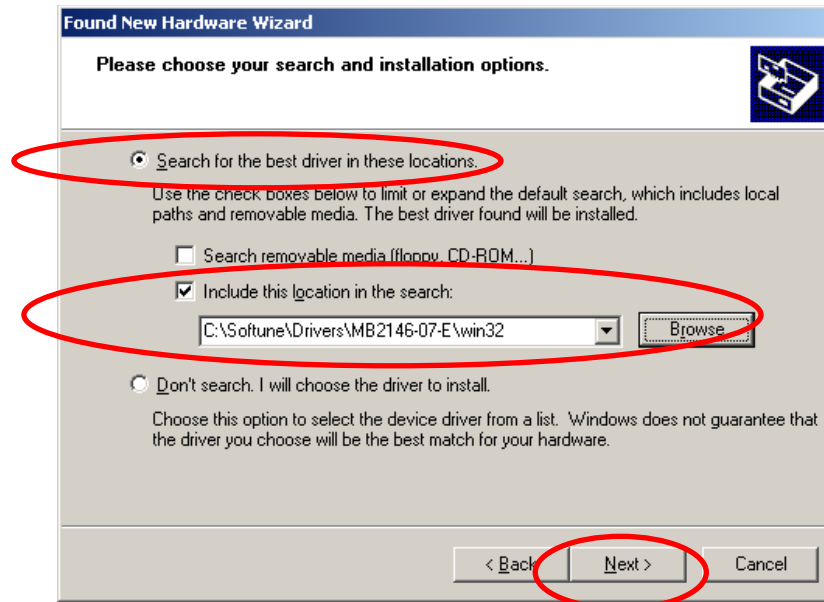 Found New Hardware Wizard
Please choose your search and installation options.
Search for the best driver in these locations.
Use the check boxes below to limit or expand the default search, which includes local
paths and removable media. The best driver found will be installed.
Search removable media (floppy, CD-ROM...)
Include this location in the search:
C:\Softune\Drivers\MB2146-07-E\win32
Browse
Don't search. I will choose the driver to install.
Choose this option to select the device driver from a list. Windows does not guarantee that
the driver you choose will be the best match for your hardware.
< Back
Next >
Cancel